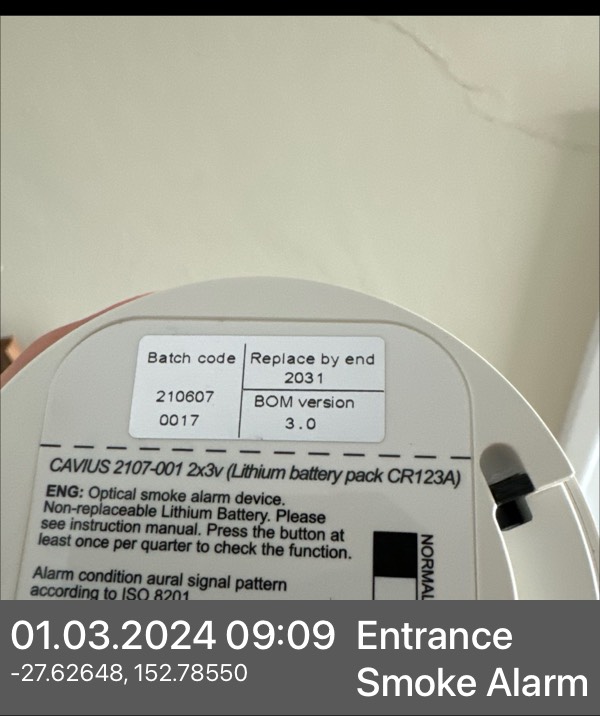 Batch code
210607
0017
Replace by end
2031
BOM version
3.0
CAVIUS 2107-001 2x3v (Lithium battery pack CR123A)
ENG: Optical smoke alarm device.
Non-replaceable Lithium Battery. Please
see instruction manual. Press the button at
least once per quarter to check the function.
Alarm condition aural signal pattern
according to ISO 8201
NORMAL
01.03.2024 09:09
-27.62648, 152.78550
Entrance
Smoke Alarm